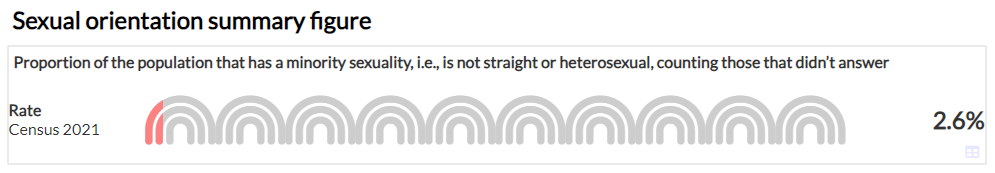 Sexual orientation summary figure
Proportion of the population that has a minority sexuality, i.e., is not straight or heterosexual, counting those that didn’t answer
Rate
Census 2021
2.6%